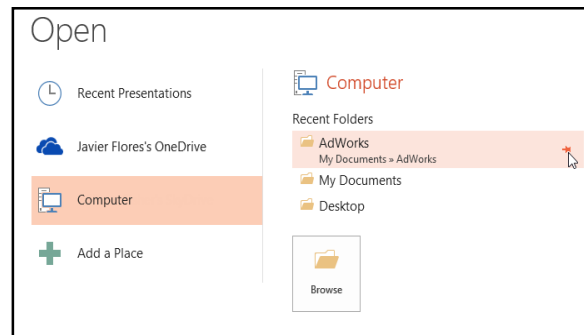 Open
Recent Presentations
Javier Flores's OneDrive
Computer
Add a Place
Computer
Recent Folders
AdWorks
My Documents » AdWorks
My Documents
Desktop
Browse